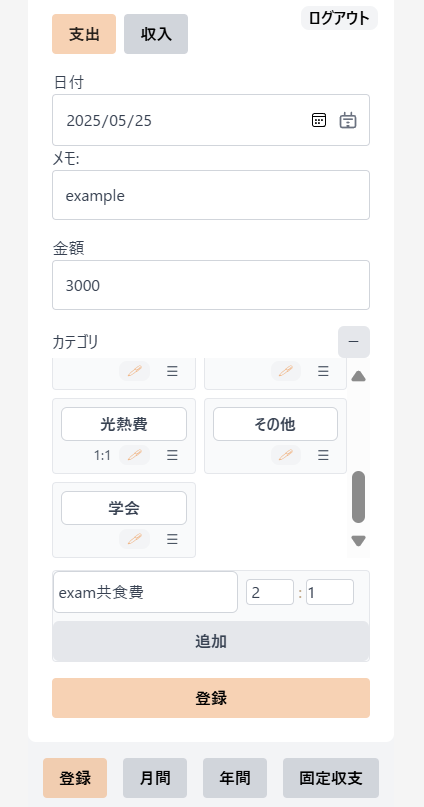 ログアウト
支出 収入
日付
2025/05/25
メモ:
example
金額
3000
カテゴリ −
光熱費 その他
1:1
学会
exam共食費 2 : 1
追加
登録
登録 月間 年間 固定収支